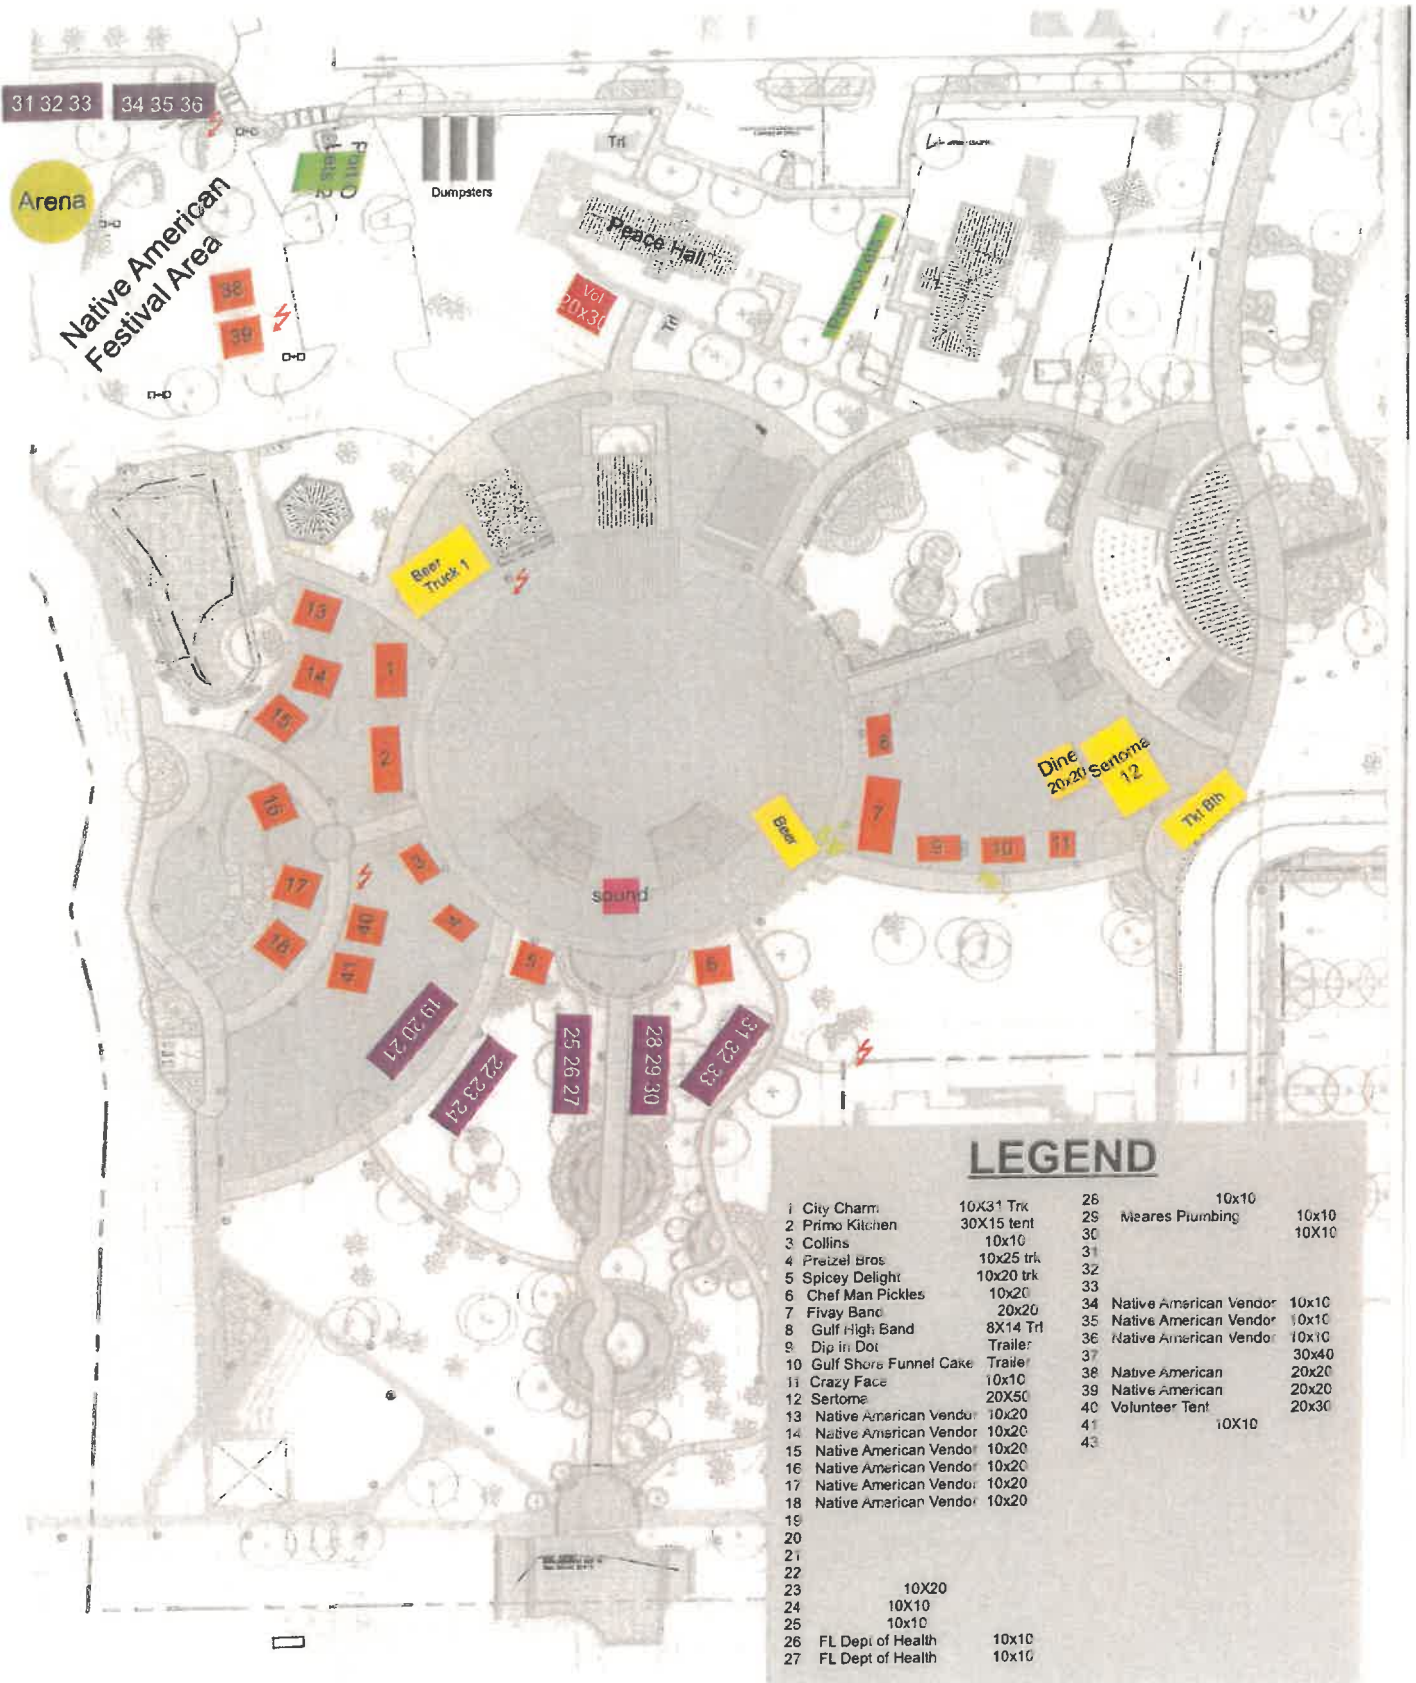 31 32 33
34 35 36
Arena
Native American
Festival Area
Port O
Lets 2
Dumpsters
Trl
Peace Hall
Vol
20x30
Trl
38
39
Beer
Truck 1
13
14
15
1
2
16
17
18
3
4
40
41
5
6
sound
Beer
8
7
9
10
11
Dine
20x20
Sertoma
12
Tkt Bth
19 20 21
22 23 24
25 26 27
28 29 30
31 32 33
LEGEND
1 City Charm 10X31 Trk
2 Primo Kitchen 30X15 tent
3 Collins 10x10
4 Pretzel Bros 10x25 trk
5 Spicey Delight 10x20 trk
6 Chef Man Pickles 10x20
7 Fivay Band 20x20
8 Gulf High Band 8X14 Trl
9 Dip in Dot Trailer
10 Gulf Shore Funnel Cake Trailer
11 Crazy Face 10x10
12 Sertoma 20X50
13 Native American Vendor 10x20
14 Native American Vendor 10x20
15 Native American Vendor 10x20
16 Native American Vendor 10x20
17 Native American Vendor 10x20
18 Native American Vendor 10x20
19
20
21
22
23 10X20
24 10X10
25 10x10
26 FL Dept of Health 10x10
27 FL Dept of Health 10x10
28 10x10
29 Meares Plumbing 10x10
30 10X10
31
32
33
34 Native American Vendor 10x10
35 Native American Vendor 10x10
36 Native American Vendor 10x10
37 30x40
38 Native American 20x20
39 Native American 20x20
40 Volunteer Tent 20x30
41 10X10
43